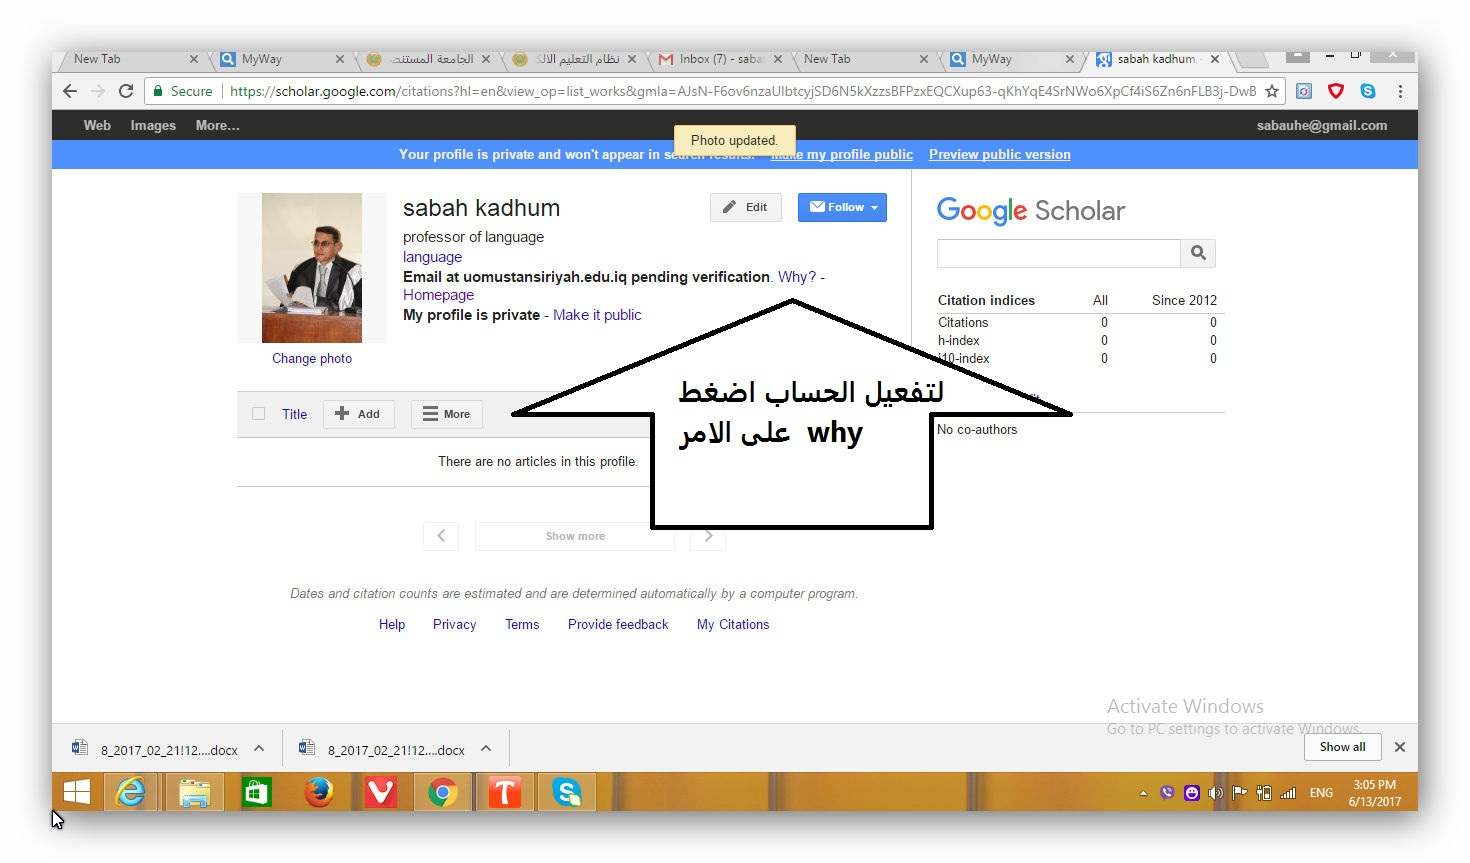 New Tab
MyWay
الجامعة المستنص
نظام التعليم الالك
Inbox (7) - saba
New Tab
MyWay
sabah kadhum -
Secure
https://scholar.google.com/citations?hl=en&view_op=list_works&gmla=AJsN-F6ov6nzaUIbtcyjSD6N5kXzzsBFPzxEQCXup63-qKhYqE4SrNWo6XpCf4iS6Zn6nFLB3j-DwB
Web Images More...
sabauhe@gmail.com
Photo updated.
Your profile is private and won't appear in search results. Make my profile public Preview public version
sabah kadhum
Edit
Follow
professor of language
language
Email at uomustansiriyah.edu.iq pending verification. Why? -
Homepage
My profile is private - Make it public
Change photo
Google Scholar
Citation indices All Since 2012
Citations 0 0
h-index 0 0
i10-index 0 0
No co-authors
لتفعيل الحساب اضغط
على الامر why
Title
Add
More
There are no articles in this profile.
Show more
Dates and citation counts are estimated and are determined automatically by a computer program.
Help Privacy Terms Provide feedback My Citations
Activate Windows
Go to PC settings to activate Windows.
8_2017_02_21!12....docx
8_2017_02_21!12....docx
Show all
ENG
3:05 PM
6/13/2017